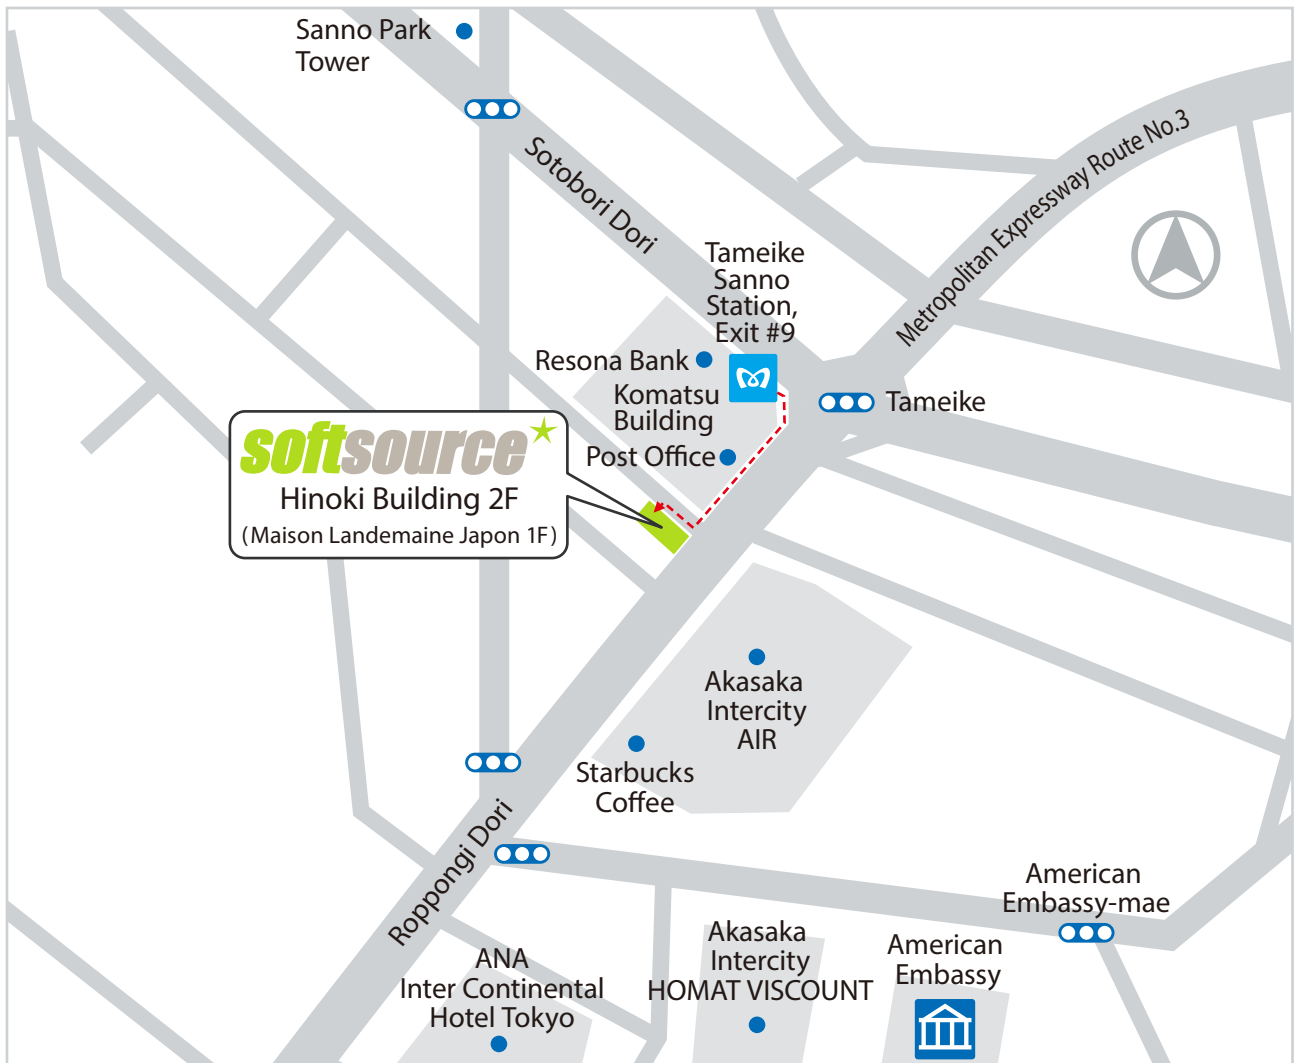 Sanno Park
Tower
Sotobori Dori
Metropolitan Expressway Route No.3
Tameike
Sanno
Station,
Exit #9
Resona Bank
Komatsu
Building
Tameike
Post Office
softsource
Hinoki Building 2F
(Maison Landemaine Japon 1F)
Akasaka
Intercity
AIR
Starbucks
Coffee
Roppongi Dori
American
Embassy-mae
ANA
Inter Continental
Hotel Tokyo
Akasaka
Intercity
HOMAT VISCOUNT
American
Embassy